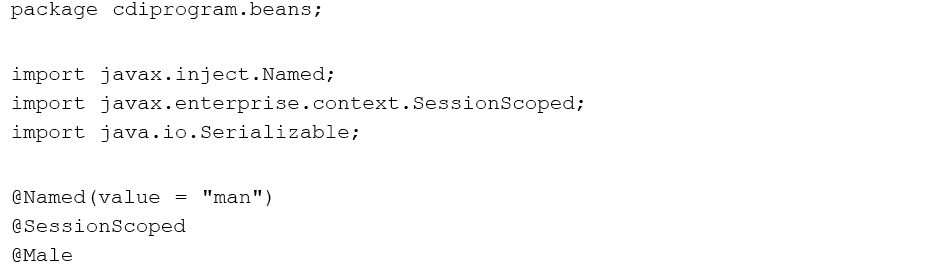 package cdiprogram.beans;
import javax.inject.Named;
import javax.enterprise.context.SessionScoped;
import java.io.Serializable;
@Named(value = "man")
@SessionScoped
@Male